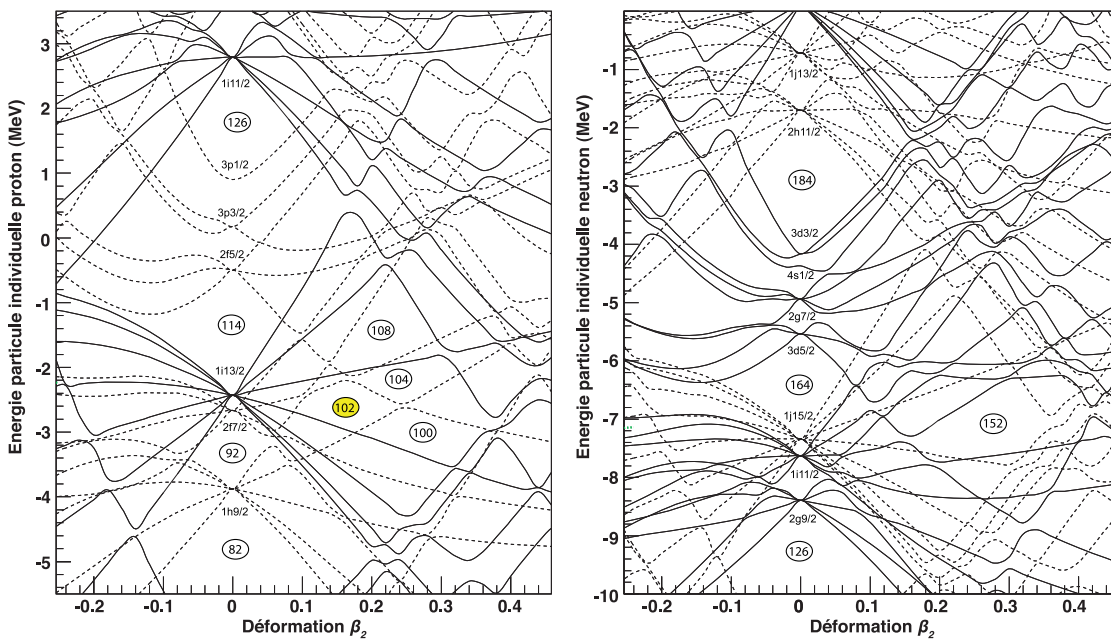 Energie particule individuelle proton (MeV)
3
2
1
0
-1
-2
-3
-4
-5
1i11/2
126
3p1/2
3p3/2
2f5/2
114
108
1i13/2
104
102
2f7/2
100
92
1h9/2
82
-0.2
-0.1
0
0.1
0.2
0.3
0.4
Déformation β2
Energie particule individuelle neutron (MeV)
-1
-2
-3
-4
-5
-6
-7
-8
-9
-10
1j13/2
2h11/2
184
3d3/2
4s1/2
2g7/2
3d5/2
164
1j15/2
152
1i11/2
2g9/2
126
-0.2
-0.1
0
0.1
0.2
0.3
0.4
Déformation β2